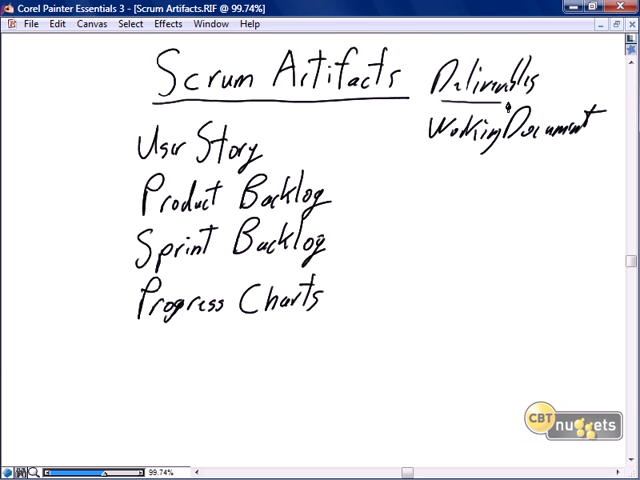 Corel Painter Essentials 3 - [Scrum Artifacts.RIF @ 99.74%]
File Edit Canvas Select Effects Window Help
Scrum Artifacts
Deliverables
Working Document
User Story
Product Backlog
Sprint Backlog
Progress Charts
CBT nuggets
99.74%